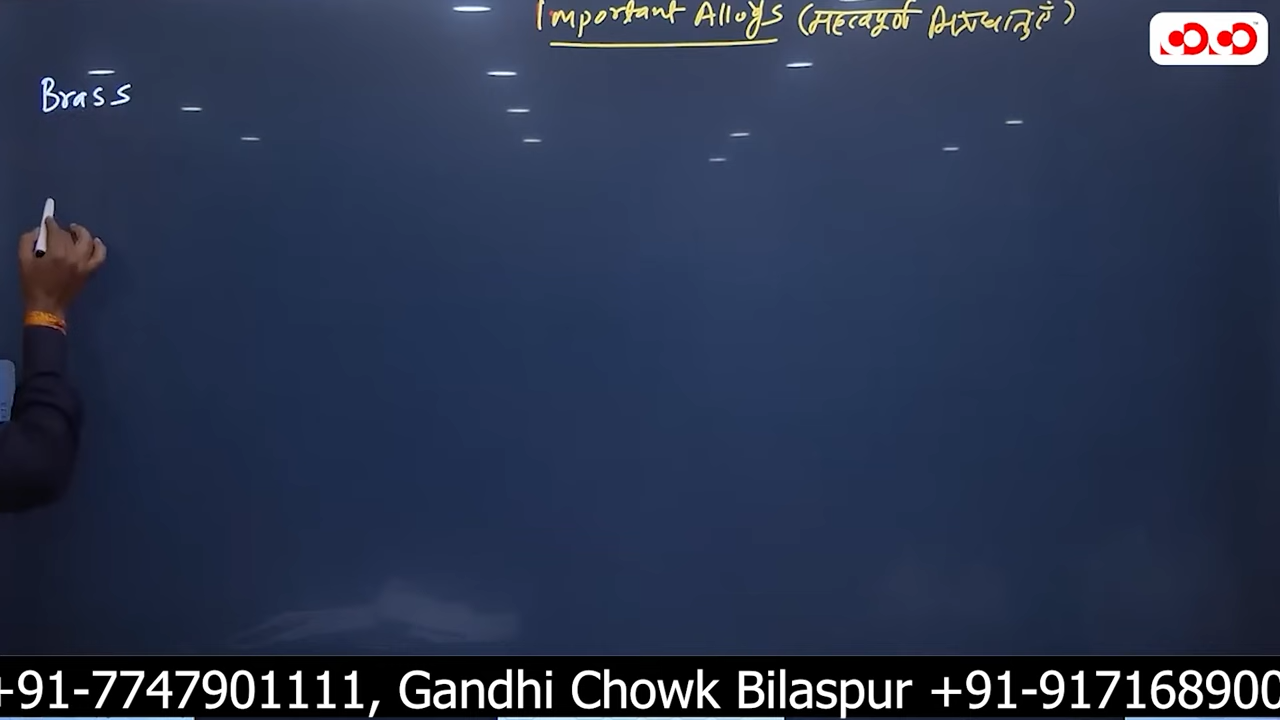 Important Alloys (महत्वपूर्ण मिश्रधातुएँ)
Brass
+91-7747901111, Gandhi Chowk Bilaspur +91-917168900